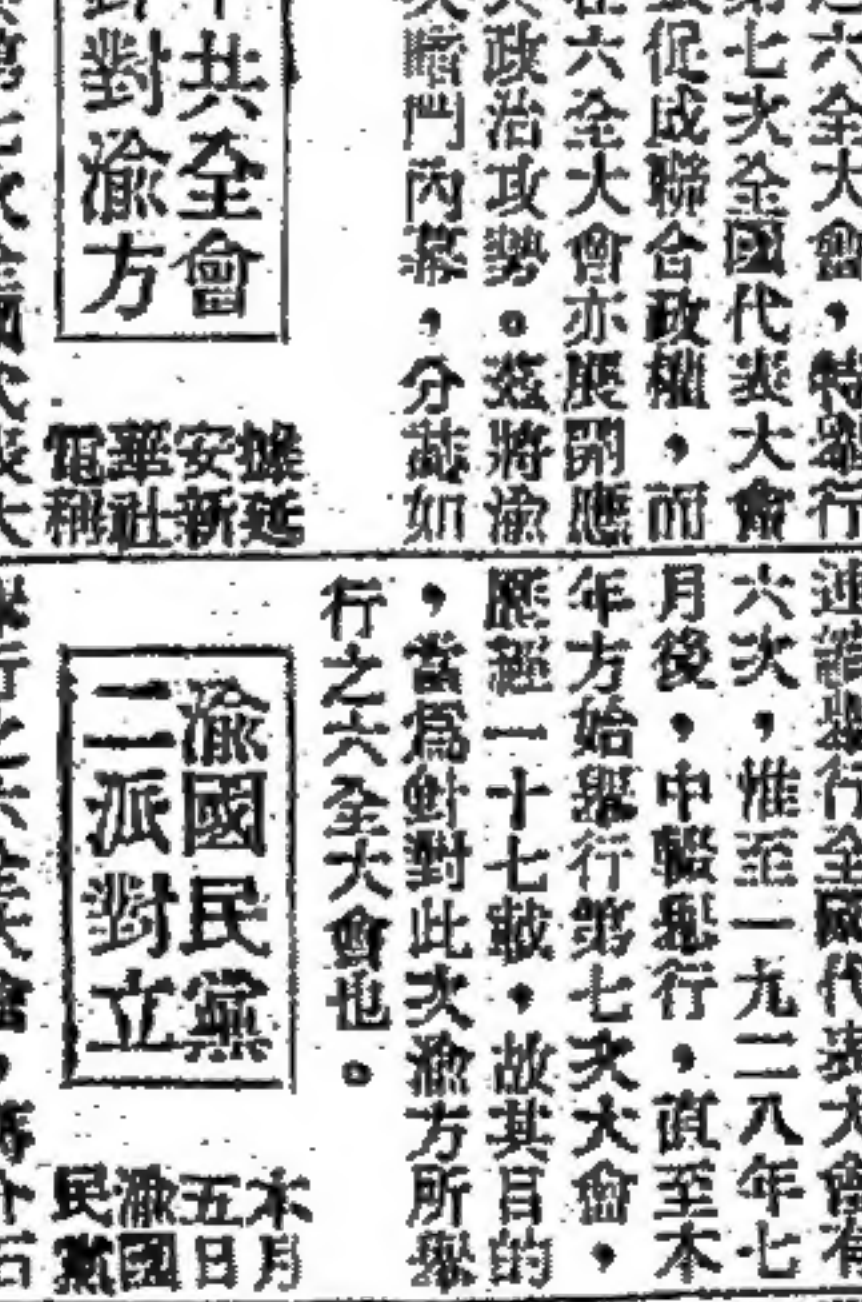 六全大會，特舉行
第七次全國代表大會
促成聯合政權，而
在六全大會亦展開應
政治攻勢。茲將渝
暗鬥內幕，分誌如
共全會
對渝方
據延
安新
華社
電稱
連續舉行全國代表大會有
六次，惟至一九二八年七
月後，中輟舉行，直至本
年方始舉行第七次大會，
歷經一十七載，故其目的
，當為針對此次渝方所舉
行之六全大會也。
渝國民黨
二派對立
本月
五日
渝國
民黨